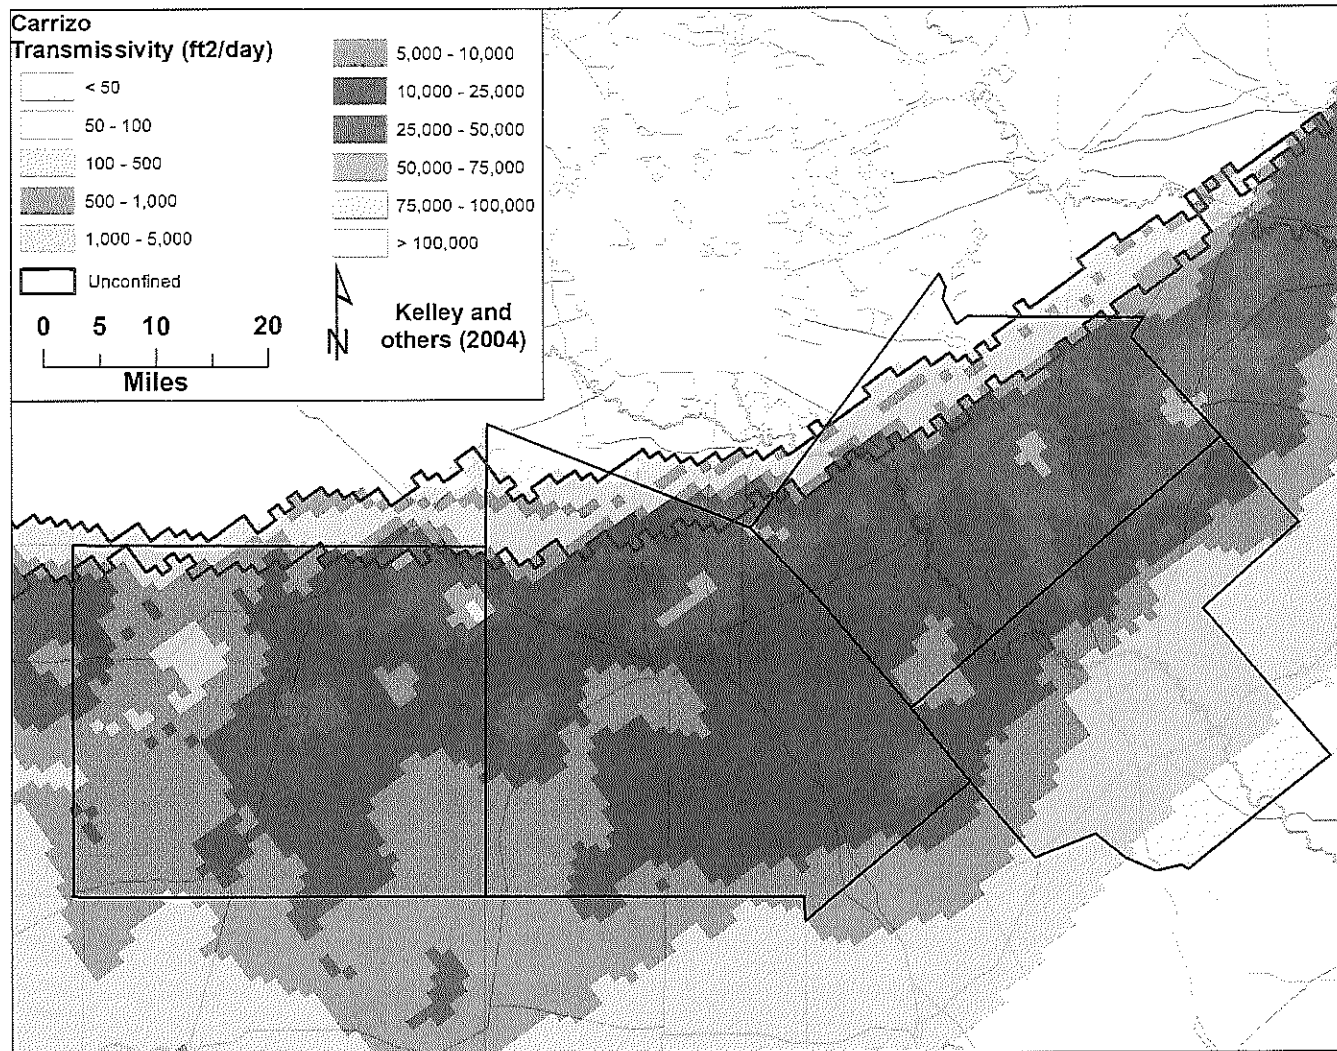 Carrizo
Transmissivity (ft2/day)
< 50
50 - 100
100 - 500
500 - 1,000
1,000 - 5,000
Unconfined
5,000 - 10,000
10,000 - 25,000
25,000 - 50,000
50,000 - 75,000
75,000 - 100,000
> 100,000
0 5 10 20
Miles
N
Kelley and
others (2004)